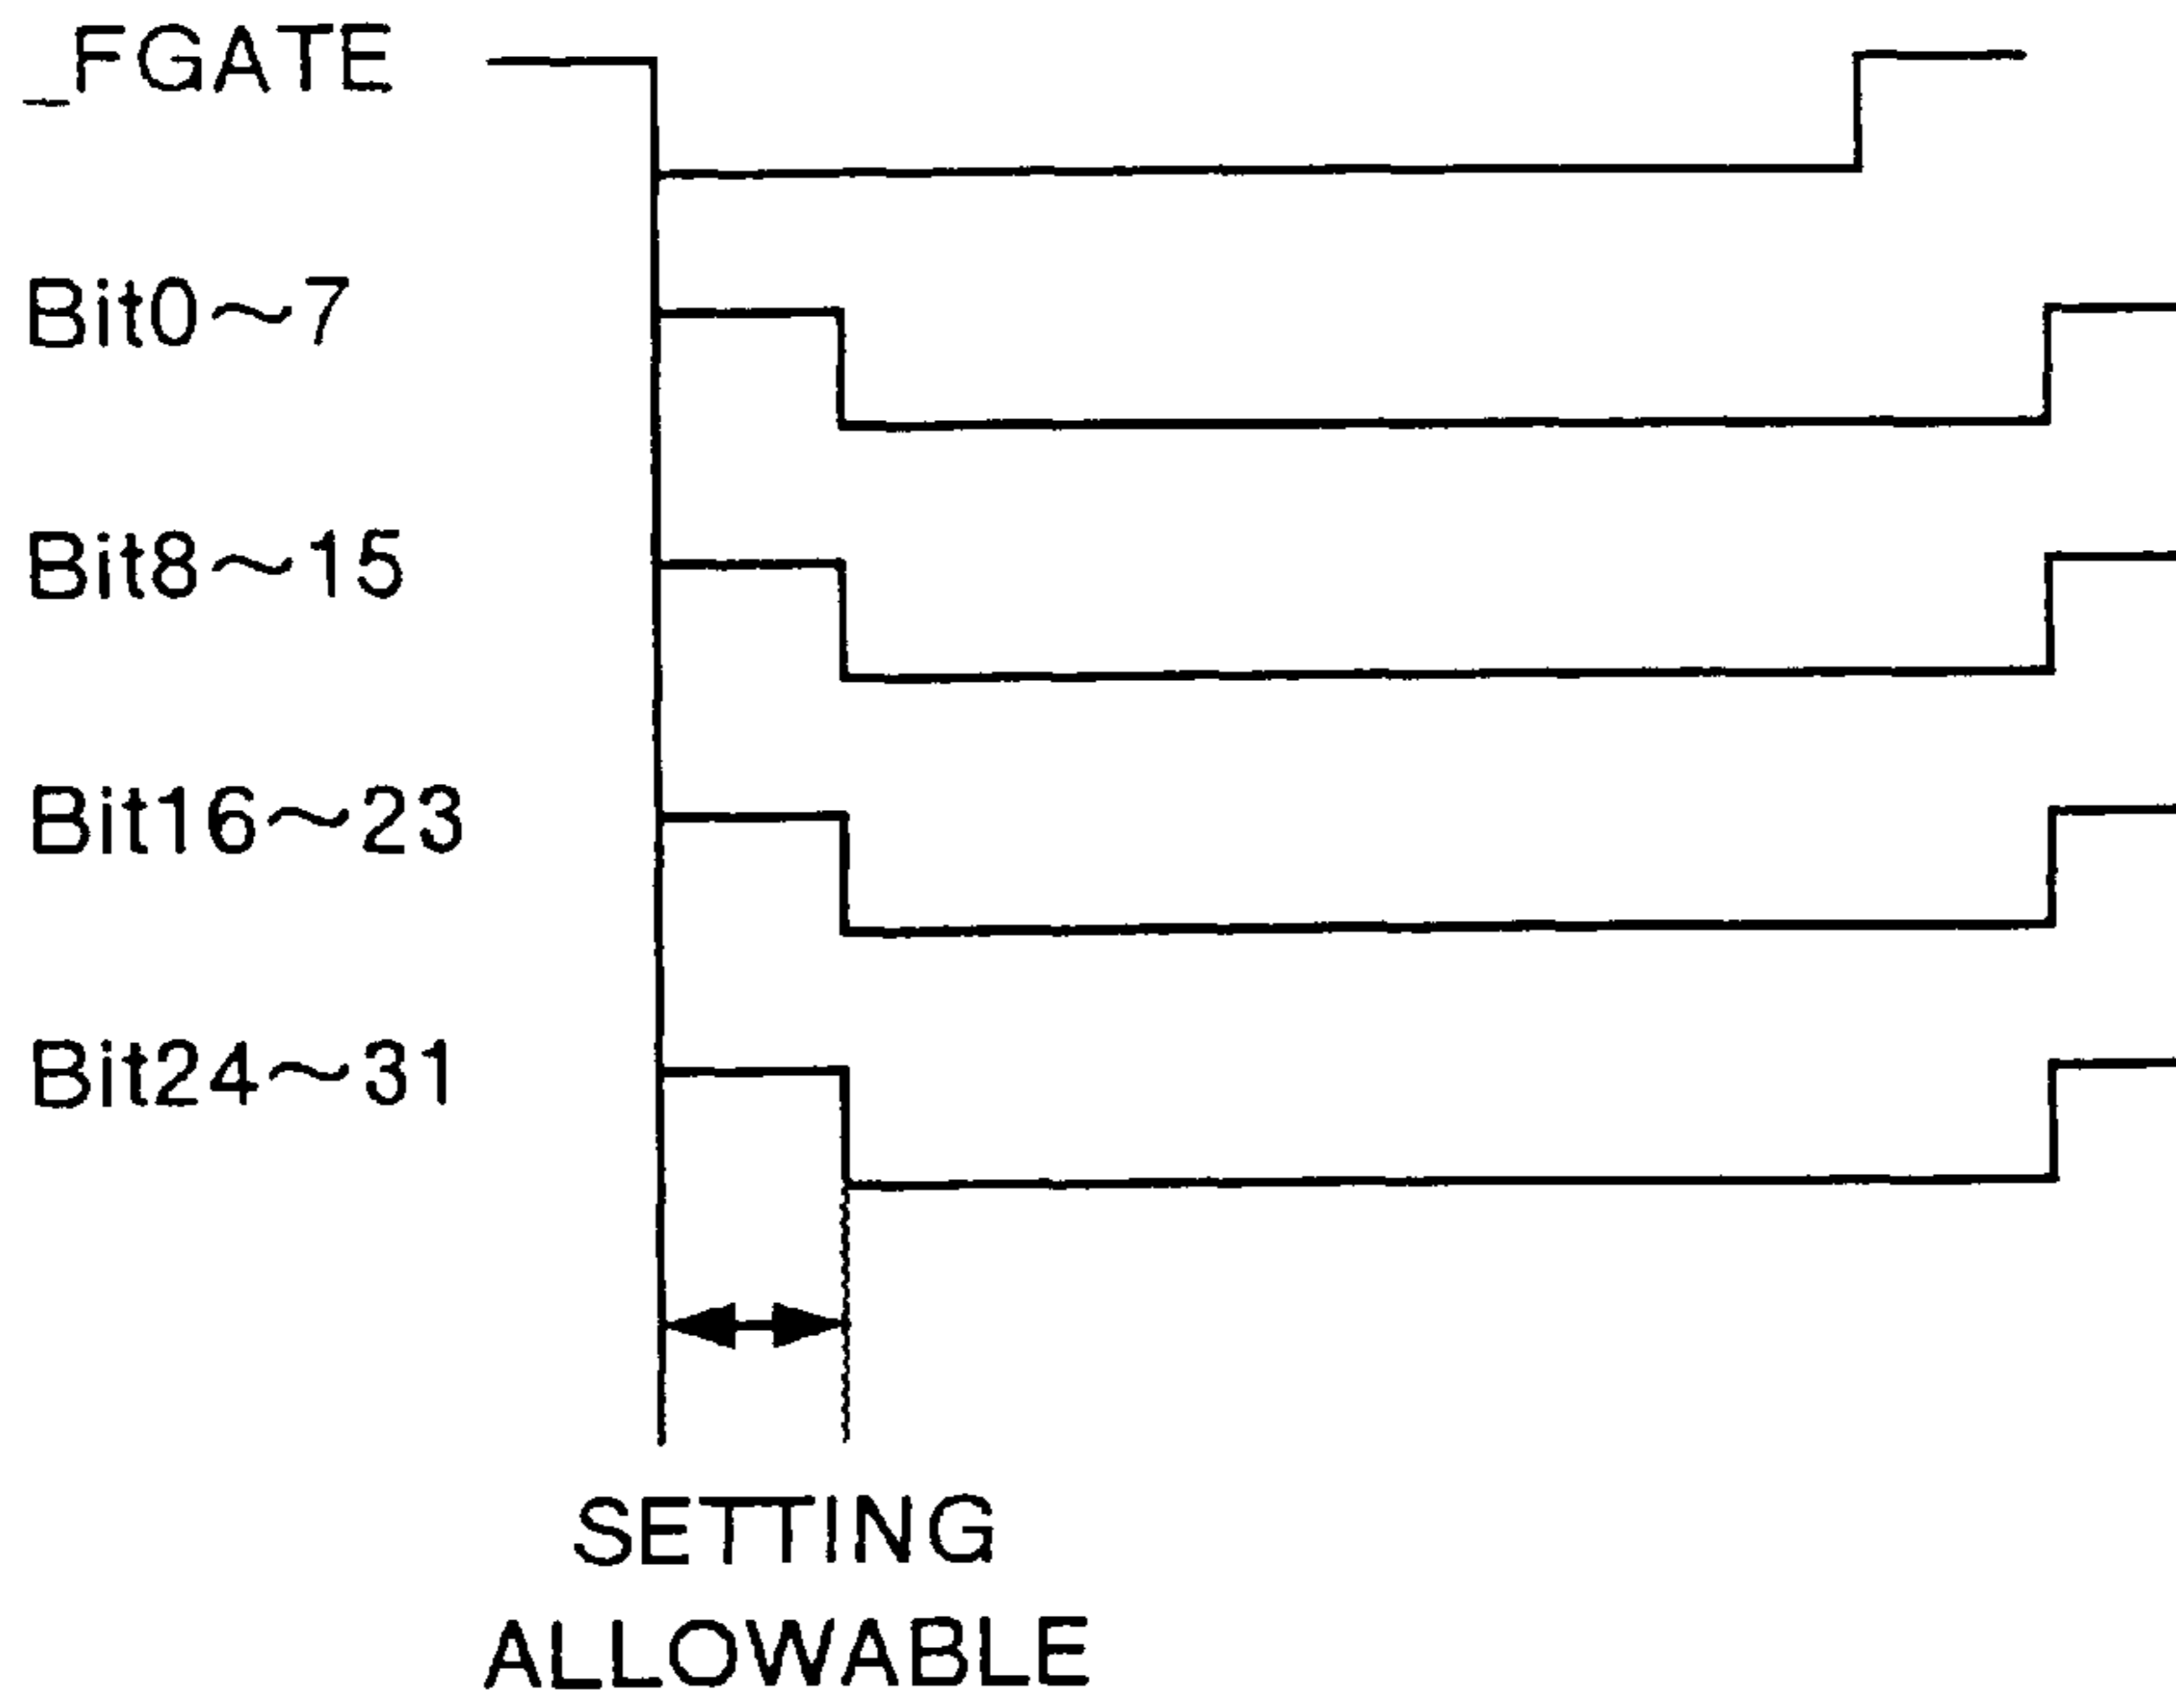 _FGATE
Bit0～7
Bit8～15
Bit16～23
Bit24～31
SETTING
ALLOWABLE